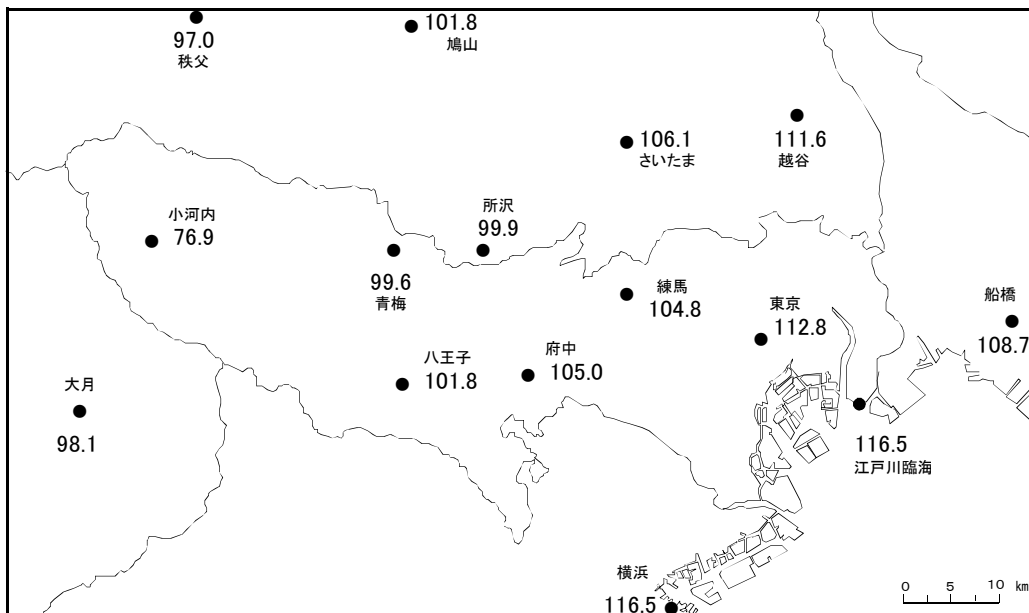 97.0
秩父
101.8
鳩山
106.1
さいたま
111.6
越谷
小河内
76.9
所沢
99.9
99.6
青梅
練馬
104.8
東京
112.8
船橋
108.7
大月
98.1
八王子
101.8
府中
105.0
116.5
江戸川臨海
横浜
116.5
0 5 10 km